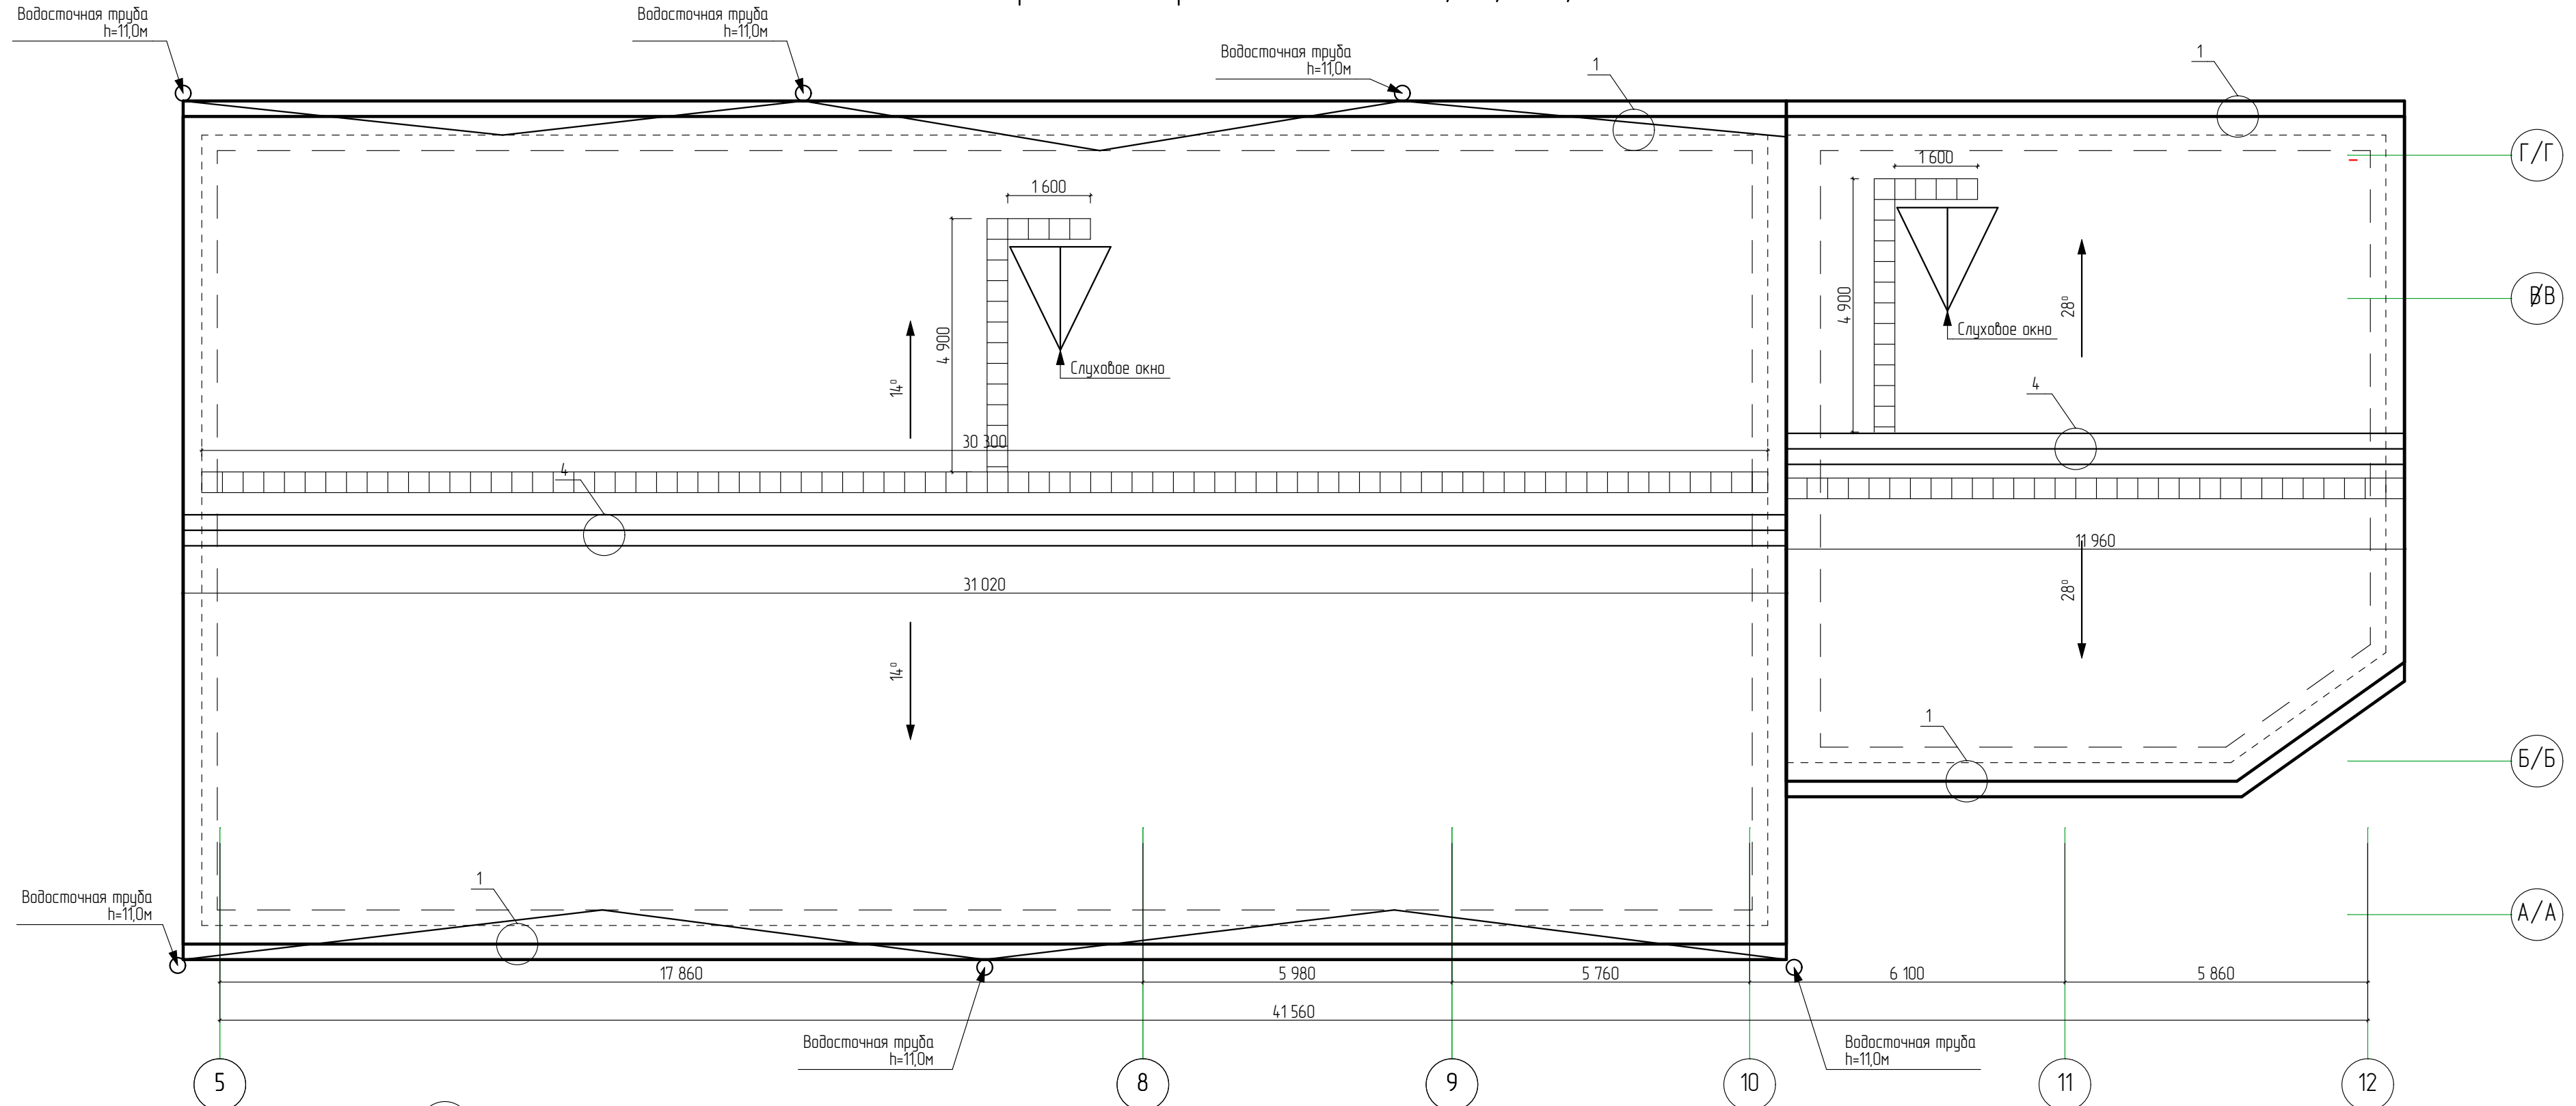 Водосточная труба
h=11,0м
Водосточная труба
h=11,0м
Водосточная труба
h=11,0м
1
1
Г/Г
1 600
1 600
4 900
4 900
В/В
28°
Слуховое окно
Слуховое окно
14°
4
30 300
4
11 960
31 020
28°
14°
1
Б/Б
1
Водосточная труба
h=11,0м
А/А
17 860
5 980
5 760
6 100
5 860
41 560
Водосточная труба
h=11,0м
Водосточная труба
h=11,0м
5
8
9
10
11
12